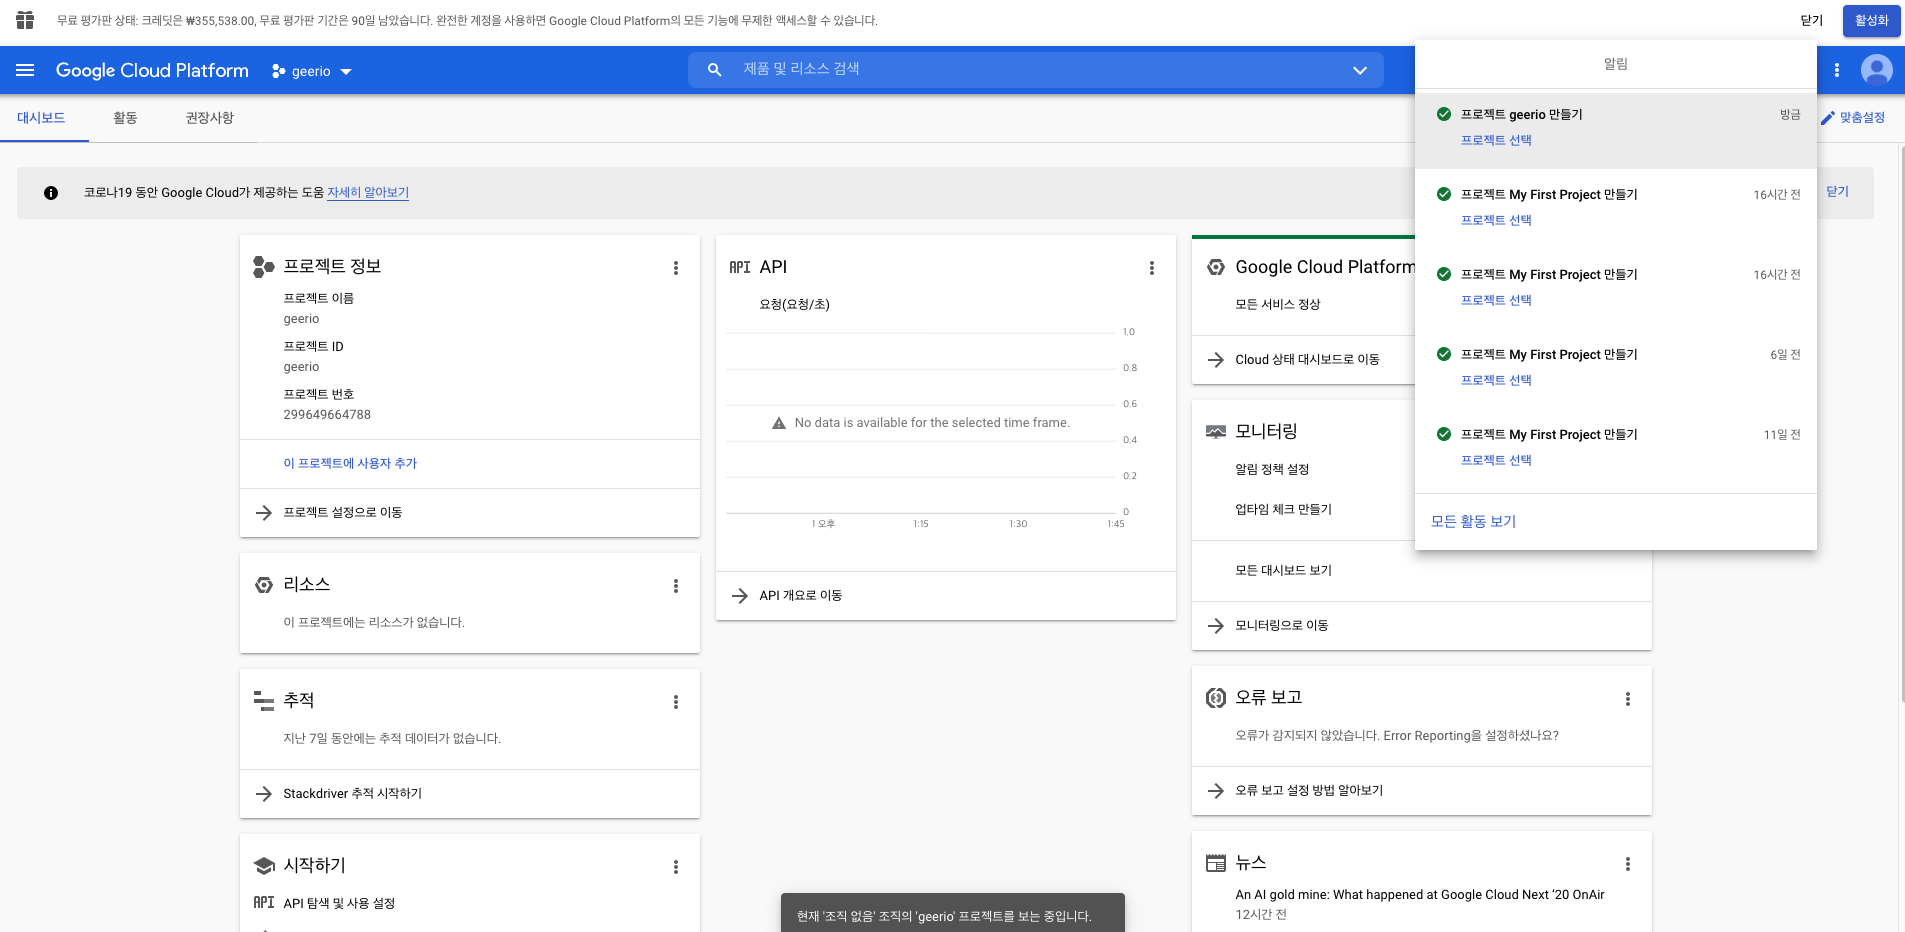 무료 평가판 상태: 크레딧은 ₩355,538.00, 무료 평가판 기간은 90일 남았습니다. 완전한 계정을 사용하면 Google Cloud Platform의 모든 기능에 무제한 액세스할 수 있습니다.
닫기
활성화
Google Cloud Platform
geerio
제품 및 리소스 검색
대시보드
활동
권장사항
맞춤설정
코로나19 동안 Google Cloud가 제공하는 도움 자세히 알아보기
닫기
프로젝트 정보
프로젝트 이름
geerio
프로젝트 ID
geerio
프로젝트 번호
299649664788
이 프로젝트에 사용자 추가
프로젝트 설정으로 이동
리소스
이 프로젝트에는 리소스가 없습니다.
추적
지난 7일 동안에는 추적 데이터가 없습니다.
Stackdriver 추적 시작하기
시작하기
API
API 탐색 및 사용 설정
API
API
요청(요청/초)
1.0
0.8
0.6
No data is available for the selected time frame.
0.4
0.2
0
1 오후
1:15
1:30
1:45
API 개요로 이동
Google Cloud Platform
모든 서비스 정상
Cloud 상태 대시보드로 이동
모니터링
알림 정책 설정
업타임 체크 만들기
모든 대시보드 보기
모니터링으로 이동
오류 보고
오류가 감지되지 않았습니다. Error Reporting을 설정하셨나요?
오류 보고 설정 방법 알아보기
뉴스
An AI gold mine: What happened at Google Cloud Next ‘20 OnAir
12시간 전
알림
프로젝트 geerio 만들기
방금
프로젝트 선택
프로젝트 My First Project 만들기
16시간 전
프로젝트 선택
프로젝트 My First Project 만들기
16시간 전
프로젝트 선택
프로젝트 My First Project 만들기
6일 전
프로젝트 선택
프로젝트 My First Project 만들기
11일 전
프로젝트 선택
모든 활동 보기
현재 '조직 없음' 조직의 'geerio' 프로젝트를 보는 중입니다.